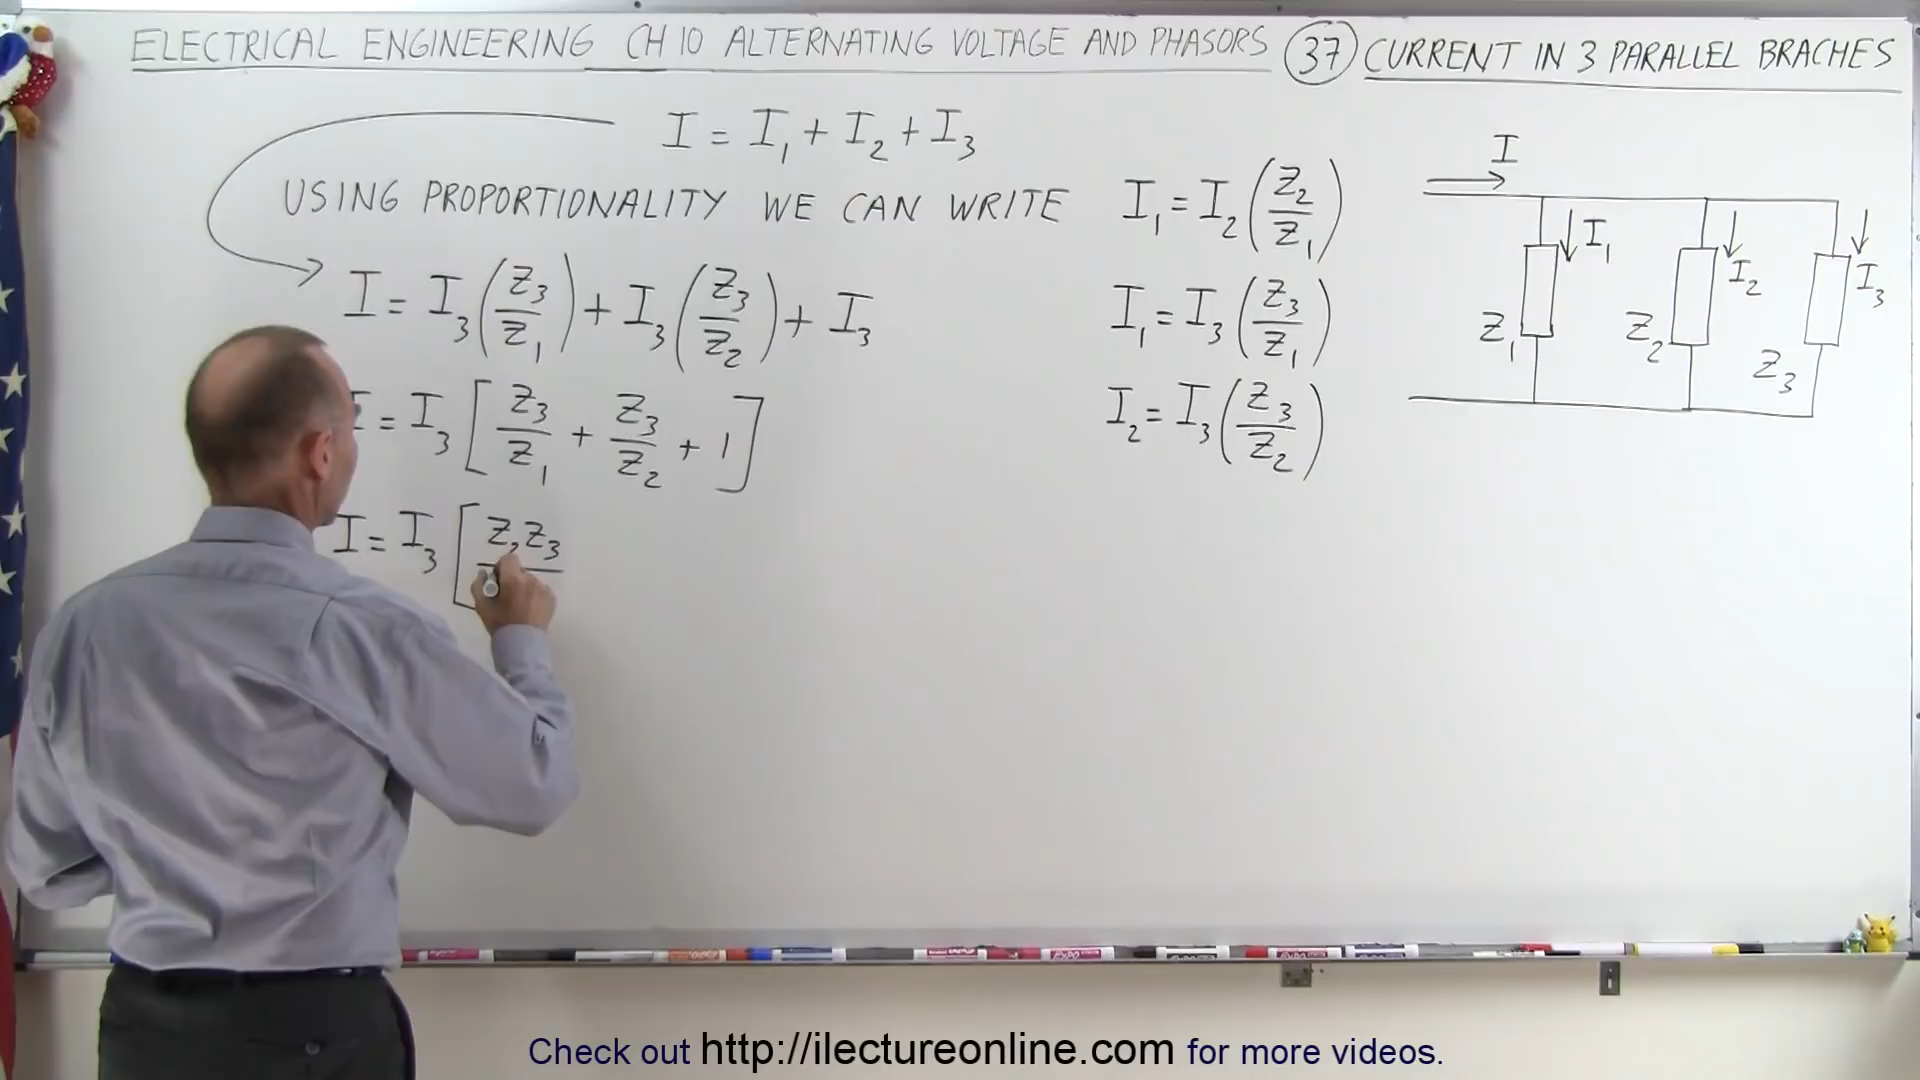 ELECTRICAL ENGINEERING CH 10 ALTERNATING VOLTAGE AND PHASORS 37 CURRENT IN 3 PARALLEL BRACHES
I = I₁ + I₂ + I₃
USING PROPORTIONALITY WE CAN WRITE
I₁ = I₂ (Z₂/Z₁)
I₁ = I₃ (Z₃/Z₁)
I₂ = I₃ (Z₃/Z₂)
I = I₃ (Z₃/Z₁) + I₃ (Z₃/Z₂) + I₃
I = I₃ [Z₃/Z₁ + Z₃/Z₂ + 1]
I = I₃ [Z₂Z₃
I
I₁
I₂
I₃
Z₁
Z₂
Z₃
Check out http://ilectureonline.com for more videos.